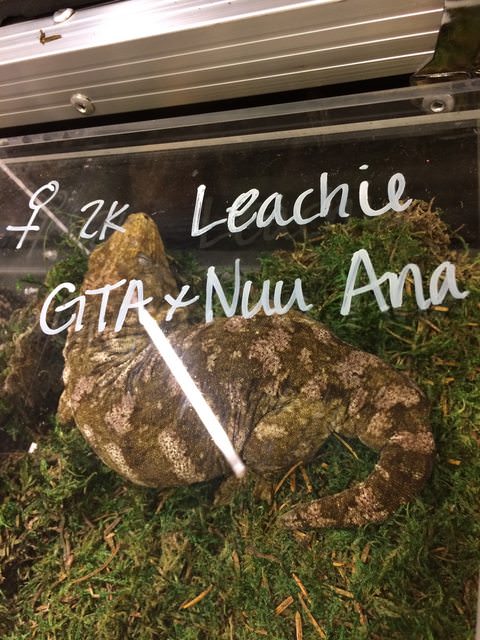 ♀ 2K Leachie
GTA x Nuu Ana